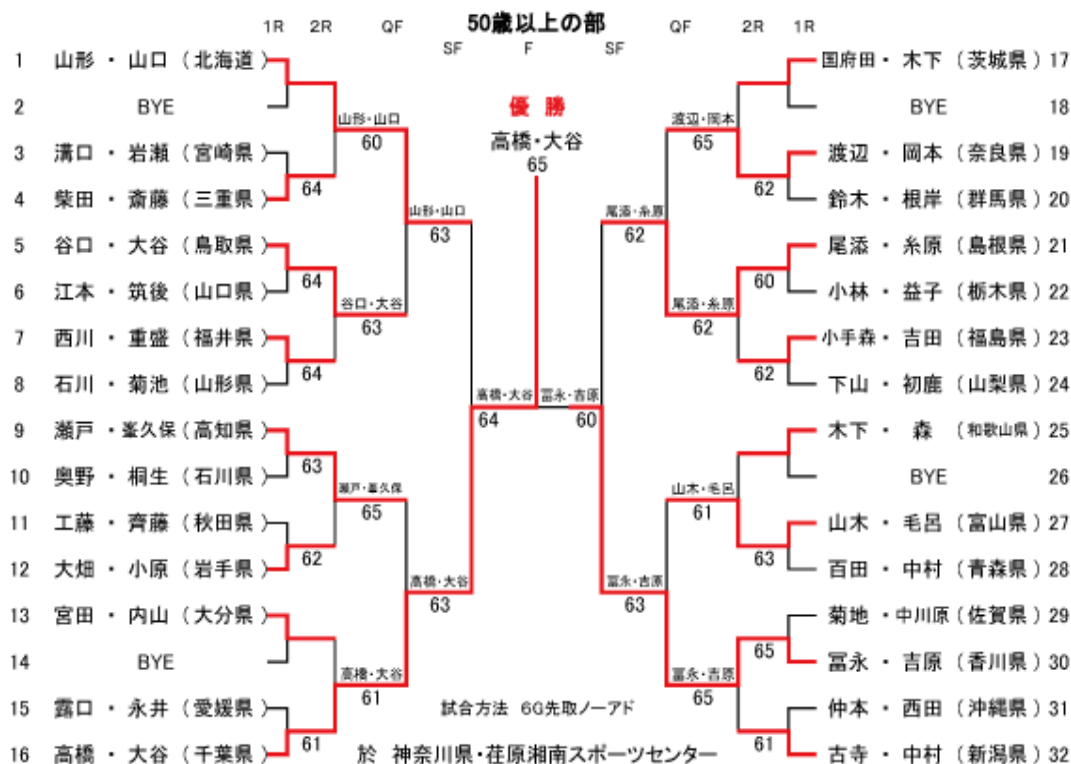 50歳以上の部
1R 2R QF SF F SF QF 2R 1R
優 勝
高橋・大谷
65
1 山形 ・ 山口 (北海道)
2 BYE
3 溝口 ・ 岩瀬 (宮崎県)
4 柴田 ・ 斎藤 (三重県)
5 谷口 ・ 大谷 (鳥取県)
6 江本 ・ 筑後 (山口県)
7 西川 ・ 重盛 (福井県)
8 石川 ・ 菊池 (山形県)
9 瀬戸 ・ 峯久保 (高知県)
10 奥野 ・ 桐生 (石川県)
11 工藤 ・ 齊藤 (秋田県)
12 大畑 ・ 小原 (岩手県)
13 宮田 ・ 内山 (大分県)
14 BYE
15 露口 ・ 永井 (愛媛県)
16 高橋 ・ 大谷 (千葉県)
64
64
64
63
62
61
山形・山口
60
谷口・大谷
63
瀬戸・峯久保
65
高橋・大谷
61
山形・山口
63
高橋・大谷
63
高橋・大谷
64
冨永・吉原
60
尾添・糸原
62
冨永・吉原
63
渡辺・岡本
65
尾添・糸原
62
山木・毛呂
61
冨永・吉原
65
62
60
62
63
65
61
国府田・ 木下 (茨城県) 17
BYE 18
渡辺 ・ 岡本 (奈良県) 19
鈴木 ・ 根岸 (群馬県) 20
尾添 ・ 糸原 (島根県) 21
小林 ・ 益子 (栃木県) 22
小手森・ 吉田 (福島県) 23
下山 ・ 初鹿 (山梨県) 24
木下 ・ 森 (和歌山県) 25
BYE 26
山木 ・ 毛呂 (富山県) 27
百田 ・ 中村 (青森県) 28
菊地 ・ 中川原 (佐賀県) 29
冨永 ・ 吉原 (香川県) 30
仲本 ・ 西田 (沖縄県) 31
古寺 ・ 中村 (新潟県) 32
試合方法 6G先取ノーアド
於 神奈川県・荏原湘南スポーツセンター